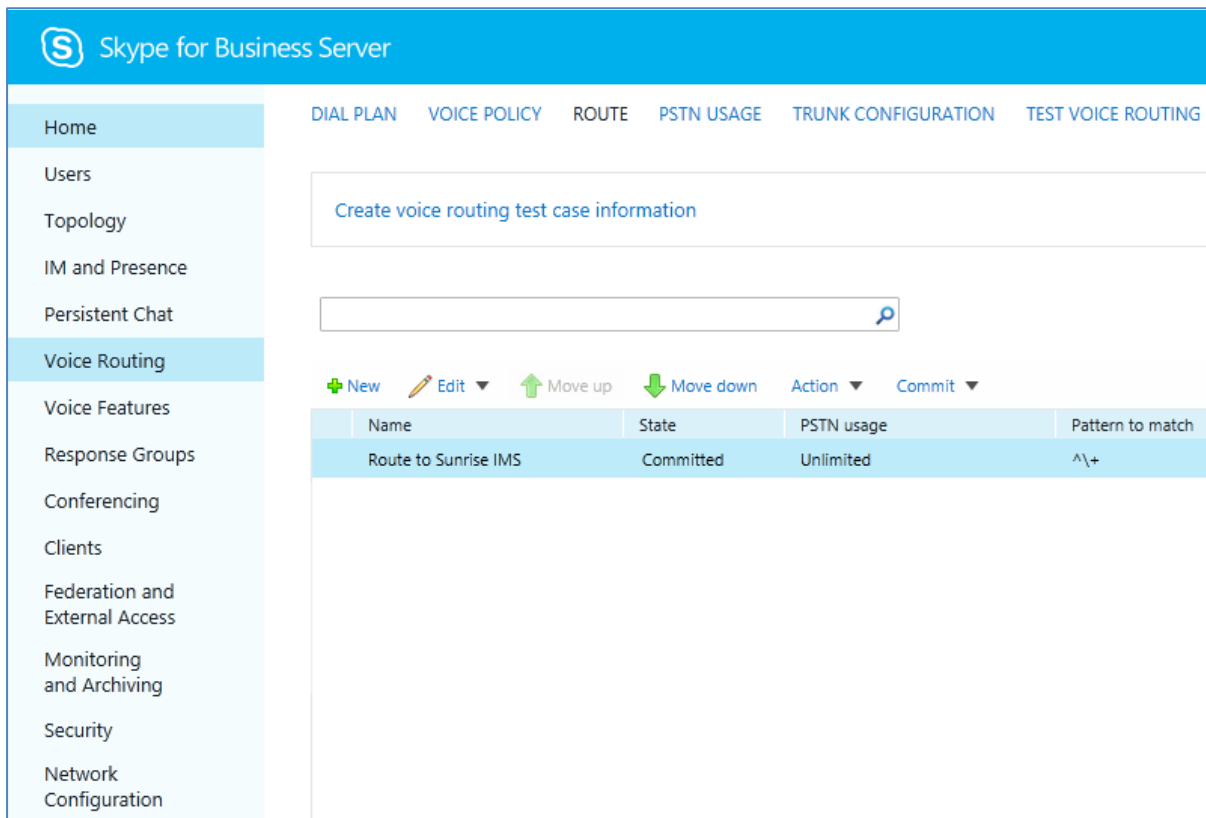 Skype for Business Server
Home
Users
Topology
IM and Presence
Persistent Chat
Voice Routing
Voice Features
Response Groups
Conferencing
Clients
Federation and
External Access
Monitoring
and Archiving
Security
Network
Configuration
DIAL PLAN VOICE POLICY ROUTE PSTN USAGE TRUNK CONFIGURATION TEST VOICE ROUTING
Create voice routing test case information
New Edit ▼ Move up Move down Action ▼ Commit ▼
Name State PSTN usage Pattern to match
Route to Sunrise IMS Committed Unlimited ^\+